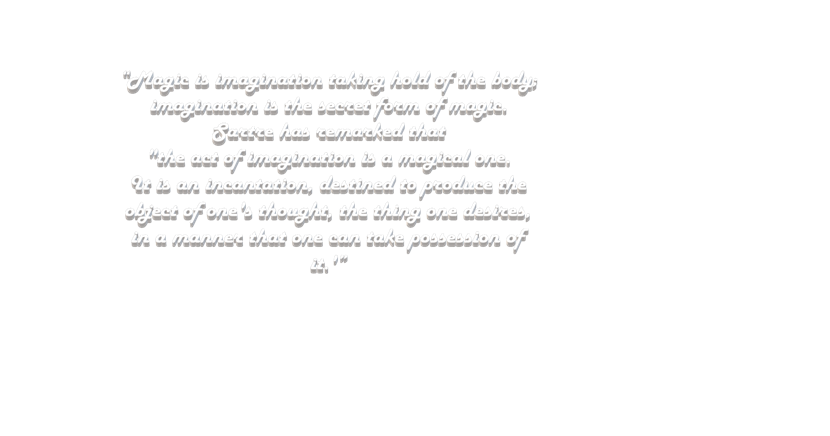 "Magic is imagination taking hold of the body;
imagination is the secret form of magic.
Sartre has remarked that
"the act of imagination is a magical one.
It is an incantation, destined to produce the
object of one's thought, the thing one desires,
in a manner that one can take possession of
it.'"